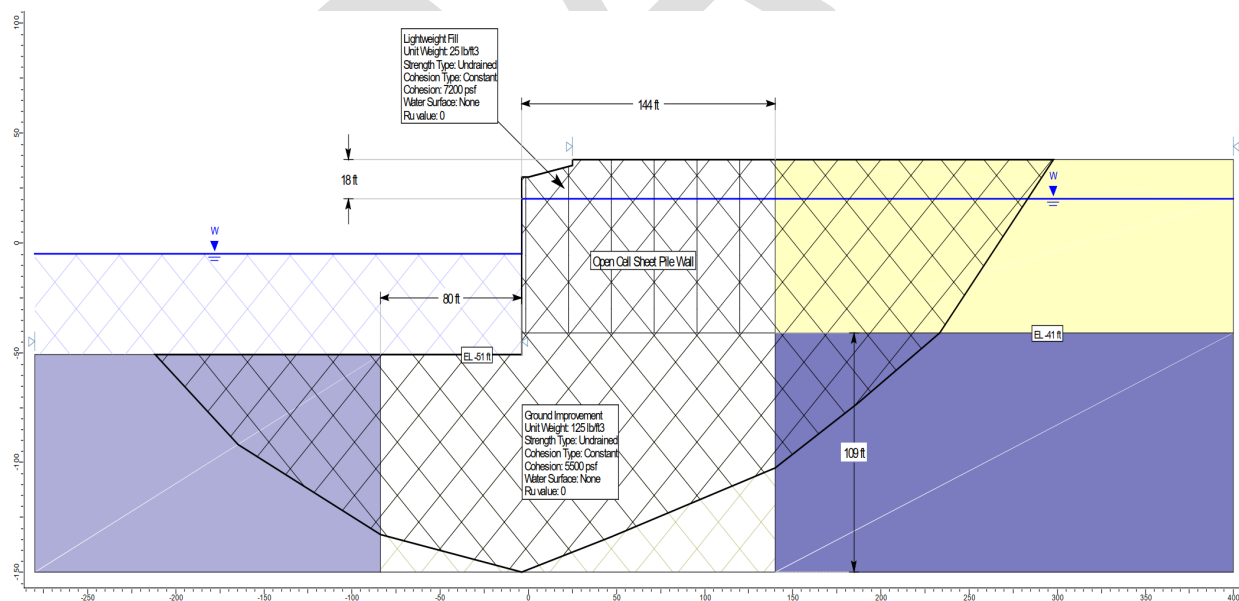 100
50
0
-50
-100
-150
Lightweight Fill
Unit Weight: 25 lb/ft3
Strength Type: Undrained
Cohesion Type: Constant
Cohesion: 7200 psf
Water Surface: None
Ru value: 0
144 ft
18 ft
W
W
Open Cell Sheet Pile Wall
80 ft
EL -51 ft
EL -41 ft
Ground Improvement
Unit Weight: 125 lb/ft3
Strength Type: Undrained
Cohesion Type: Constant
Cohesion: 5500 psf
Water Surface: None
Ru value: 0
109 ft
-250 -200 -150 -100 -50 0 50 100 150 200 250 300 350 400